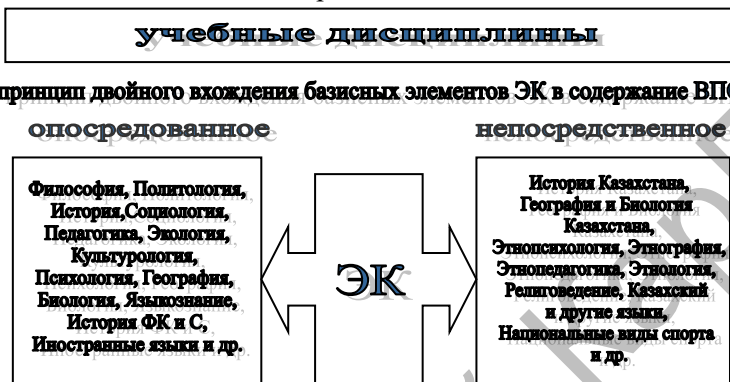 учебные дисциплины
принцип двойного вхождения базисных элементов ЭК в содержание ВПО
опосредованное
непосредственное
Философия, Политология,
История,Социология,
Педагогика, Экология,
Культурология,
Психология, География,
Биология, Языкознание,
История ФК и С,
Иностранные языки и др.
ЭК
История Казахстана,
География и Биология
Казахстана,
Этнопсихология, Этнография,
Этнопедагогика, Этнология,
Религоведение, Казахский
и другие языки,
Национальные виды спорта
и др.